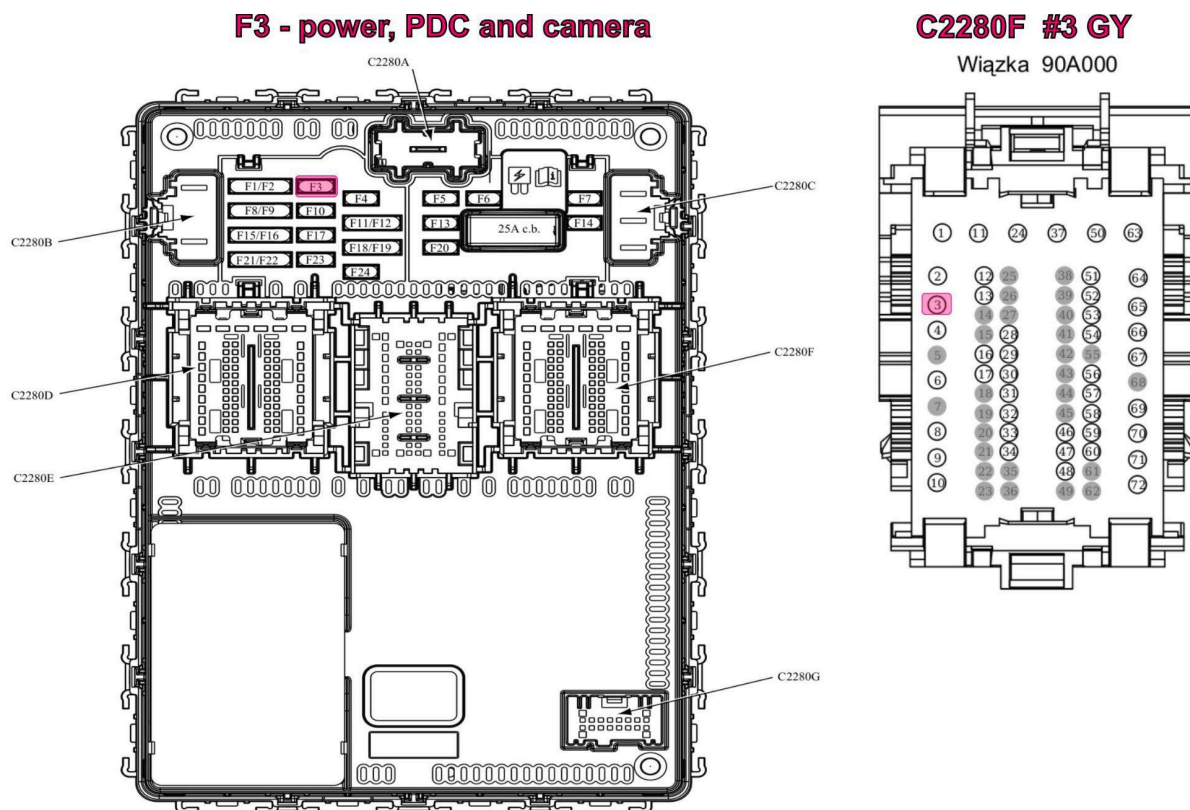 F3 - power, PDC and camera
C2280A
F1/F2 F3
F4 F5 F6 F7
F8/F9 F10
F11/F12 F13 25A c.b. F14
F15/F16 F17
F18/F19 F20
F21/F22 F23
F24
C2280B
C2280C
C2280D
C2280E
C2280F
C2280G
C2280F #3 GY
Wiązka 90A000
1 11 24 37 50 63
2 12 25 38 51 64
3 13 26 39 52 65
14 27 40 53
4 15 28 41 54 66
5 16 29 42 55 67
6 17 30 43 56 68
18 31 44 57
7 19 32 45 58 69
8 20 33 46 59 70
9 21 34 47 60 71
22 35 48 61
10 23 36 49 62 72